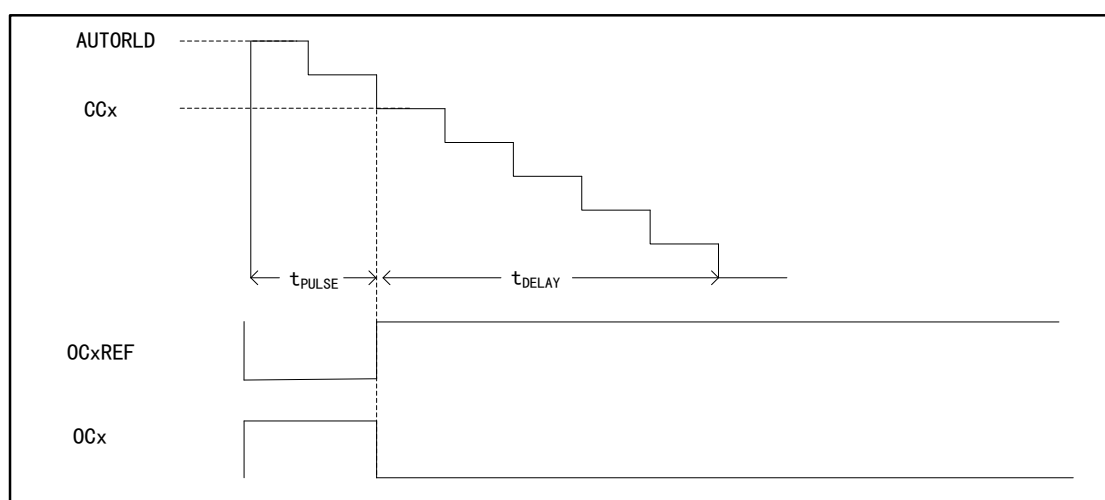 AUTORLD
CCx
tPULSE
tDELAY
OCxREF
OCx